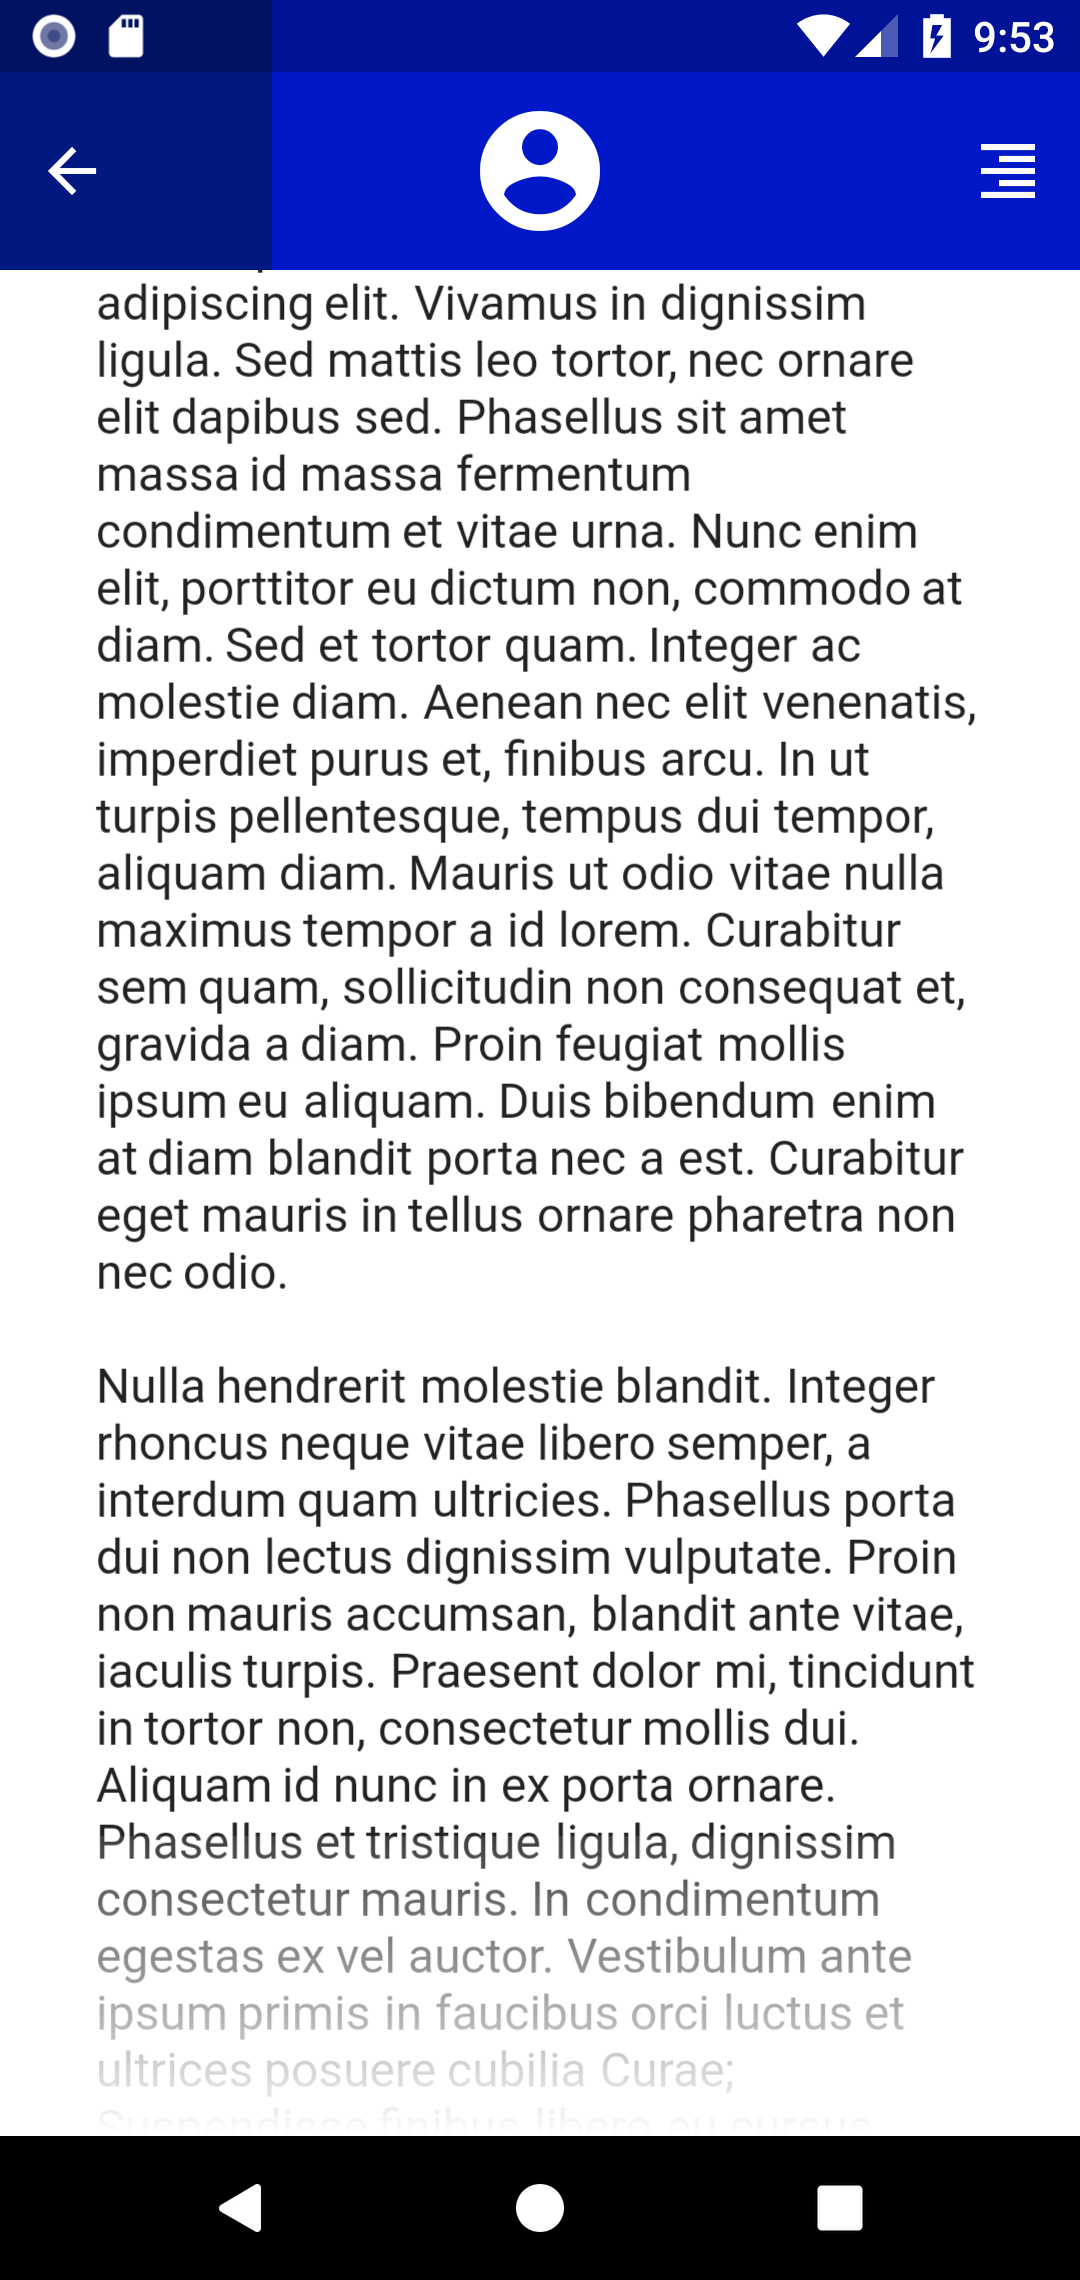 9:53
adipiscing elit. Vivamus in dignissim
ligula. Sed mattis leo tortor, nec ornare
elit dapibus sed. Phasellus sit amet
massa id massa fermentum
condimentum et vitae urna. Nunc enim
elit, porttitor eu dictum non, commodo at
diam. Sed et tortor quam. Integer ac
molestie diam. Aenean nec elit venenatis,
imperdiet purus et, finibus arcu. In ut
turpis pellentesque, tempus dui tempor,
aliquam diam. Mauris ut odio vitae nulla
maximus tempor a id lorem. Curabitur
sem quam, sollicitudin non consequat et,
gravida a diam. Proin feugiat mollis
ipsum eu aliquam. Duis bibendum enim
at diam blandit porta nec a est. Curabitur
eget mauris in tellus ornare pharetra non
nec odio.
Nulla hendrerit molestie blandit. Integer
rhoncus neque vitae libero semper, a
interdum quam ultricies. Phasellus porta
dui non lectus dignissim vulputate. Proin
non mauris accumsan, blandit ante vitae,
iaculis turpis. Praesent dolor mi, tincidunt
in tortor non, consectetur mollis dui.
Aliquam id nunc in ex porta ornare.
Phasellus et tristique ligula, dignissim
consectetur mauris. In condimentum
egestas ex vel auctor. Vestibulum ante
ipsum primis in faucibus orci luctus et
ultrices posuere cubilia Curae;
Suspendisse finibus libero eu cursus